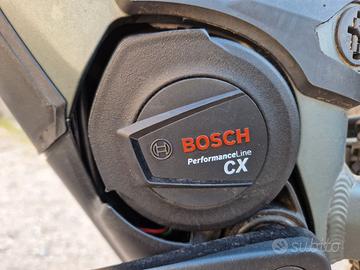 BOSCH
PerformanceLine
CX
subito